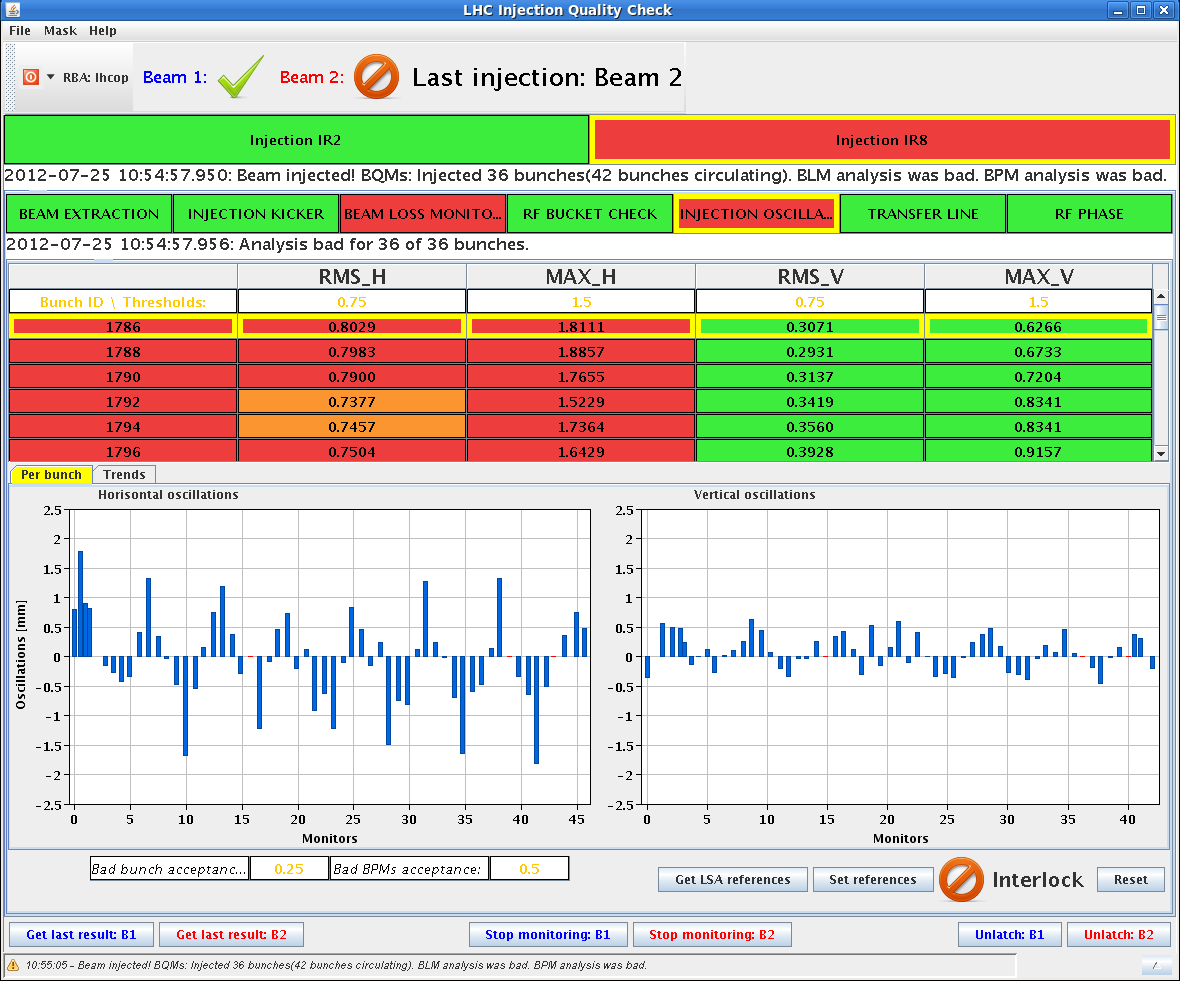 LHC Injection Quality Check
File Mask Help
RBA: lhcop Beam 1: Beam 2: Last injection: Beam 2
Injection IR2 Injection IR8
2012-07-25 10:54:57.950: Beam injected! BQMs: Injected 36 bunches(42 bunches circulating). BLM analysis was bad. BPM analysis was bad.
BEAM EXTRACTION INJECTION KICKER BEAM LOSS MONITO... RF BUCKET CHECK INJECTION OSCILLA... TRANSFER LINE RF PHASE
2012-07-25 10:54:57.956: Analysis bad for 36 of 36 bunches.
RMS_H MAX_H RMS_V MAX_V
Bunch ID \ Thresholds: 0.75 1.5 0.75 1.5
1786 0.8029 1.8111 0.3071 0.6266
1788 0.7983 1.8857 0.2931 0.6733
1790 0.7900 1.7655 0.3137 0.7204
1792 0.7377 1.5229 0.3419 0.8341
1794 0.7457 1.7364 0.3560 0.8341
1796 0.7504 1.6429 0.3928 0.9157
Per bunch Trends
Horisontal oscillations Vertical oscillations
2.5 2.5
2 2
1.5 1.5
1 1
0.5 0.5
0 0
-0.5 -0.5
-1 -1
-1.5 -1.5
-2 -2
-2.5 -2.5
Oscillations [mm]
0 5 10 15 20 25 30 35 40 45 0 5 10 15 20 25 30 35 40
Monitors Monitors
Bad bunch acceptanc... 0.25 Bad BPMs acceptance: 0.5
Get LSA references Set references Interlock Reset
Get last result: B1 Get last result: B2 Stop monitoring: B1 Stop monitoring: B2 Unlatch: B1 Unlatch: B2
10:55:05 - Beam injected! BQMs: Injected 36 bunches(42 bunches circulating). BLM analysis was bad. BPM analysis was bad.